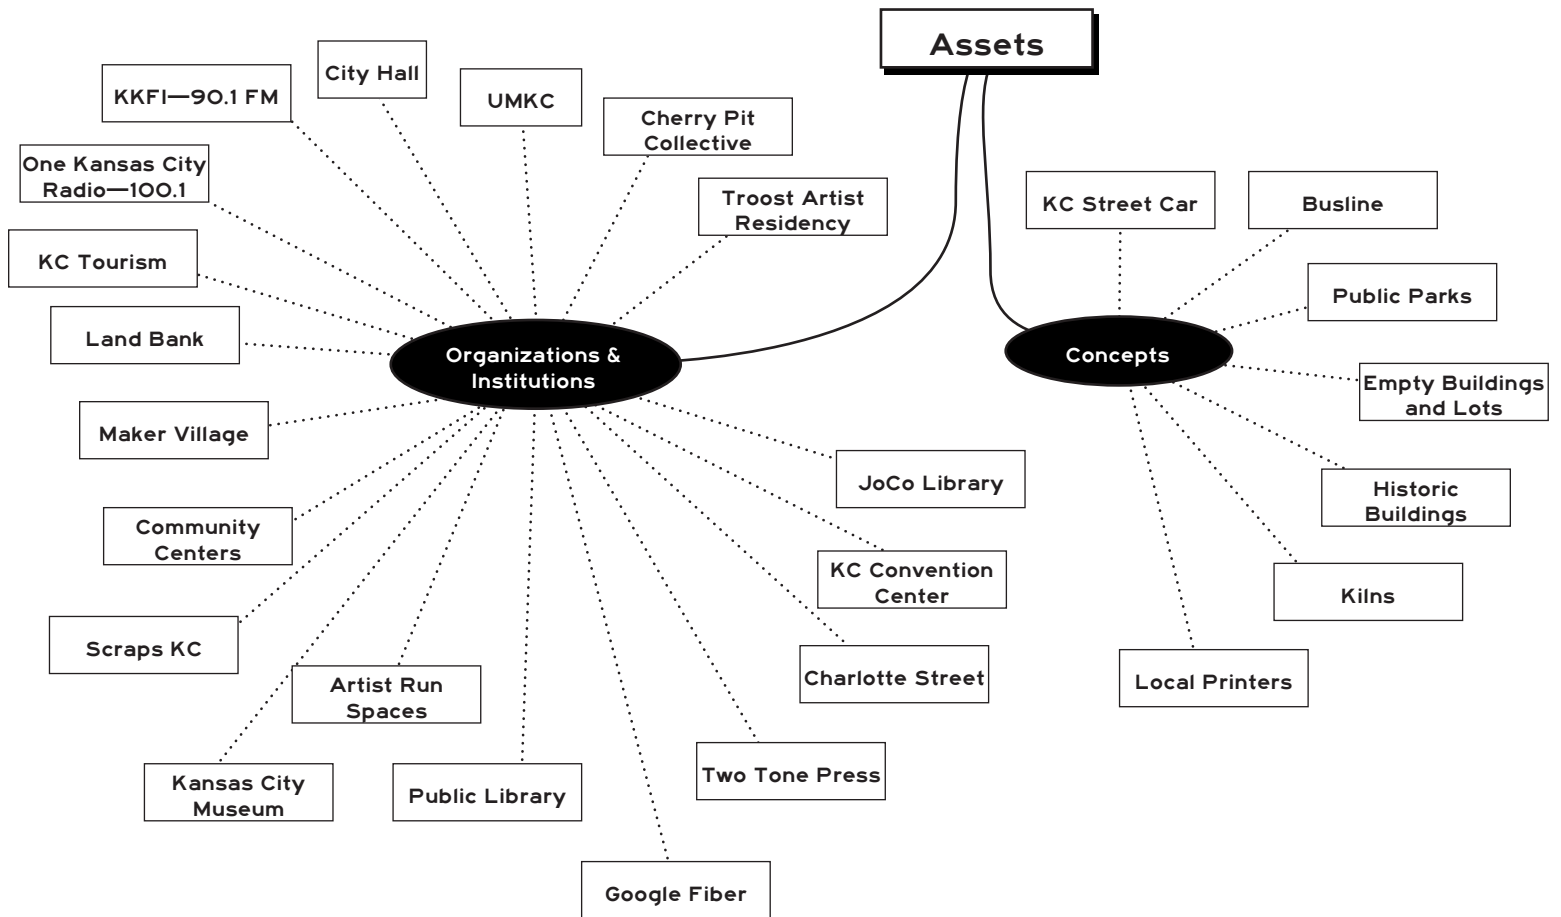 Assets
City Hall
KKFI—90.1 FM
UMKC
Cherry Pit
Collective
One Kansas City
Radio—100.1
Troost Artist
Residency
KC Tourism
Land Bank
Organizations &
Institutions
Maker Village
JoCo Library
Community
Centers
KC Convention
Center
Scraps KC
Artist Run
Spaces
Charlotte Street
Kansas City
Museum
Public Library
Two Tone Press
Google Fiber
KC Street Car
Busline
Public Parks
Concepts
Empty Buildings
and Lots
Historic
Buildings
Kilns
Local Printers